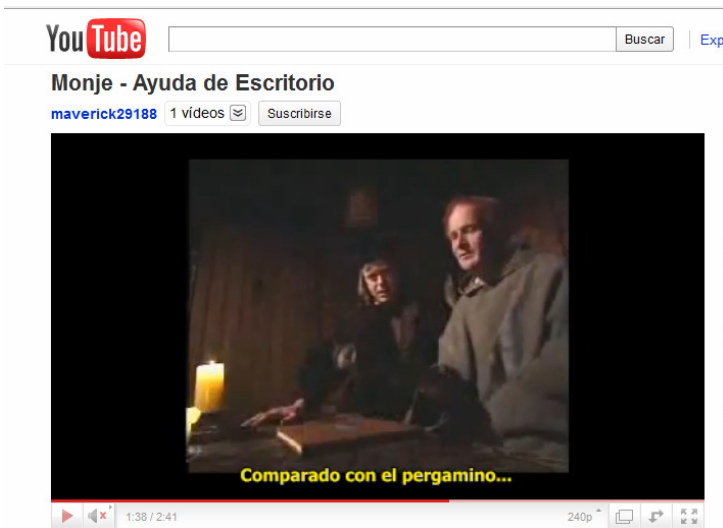 YouTube
Buscar
Exp
Monje - Ayuda de Escritorio
maverick29188 1 vídeos Suscribirse
Comparado con el pergamino...
1:38 / 2:41 240p